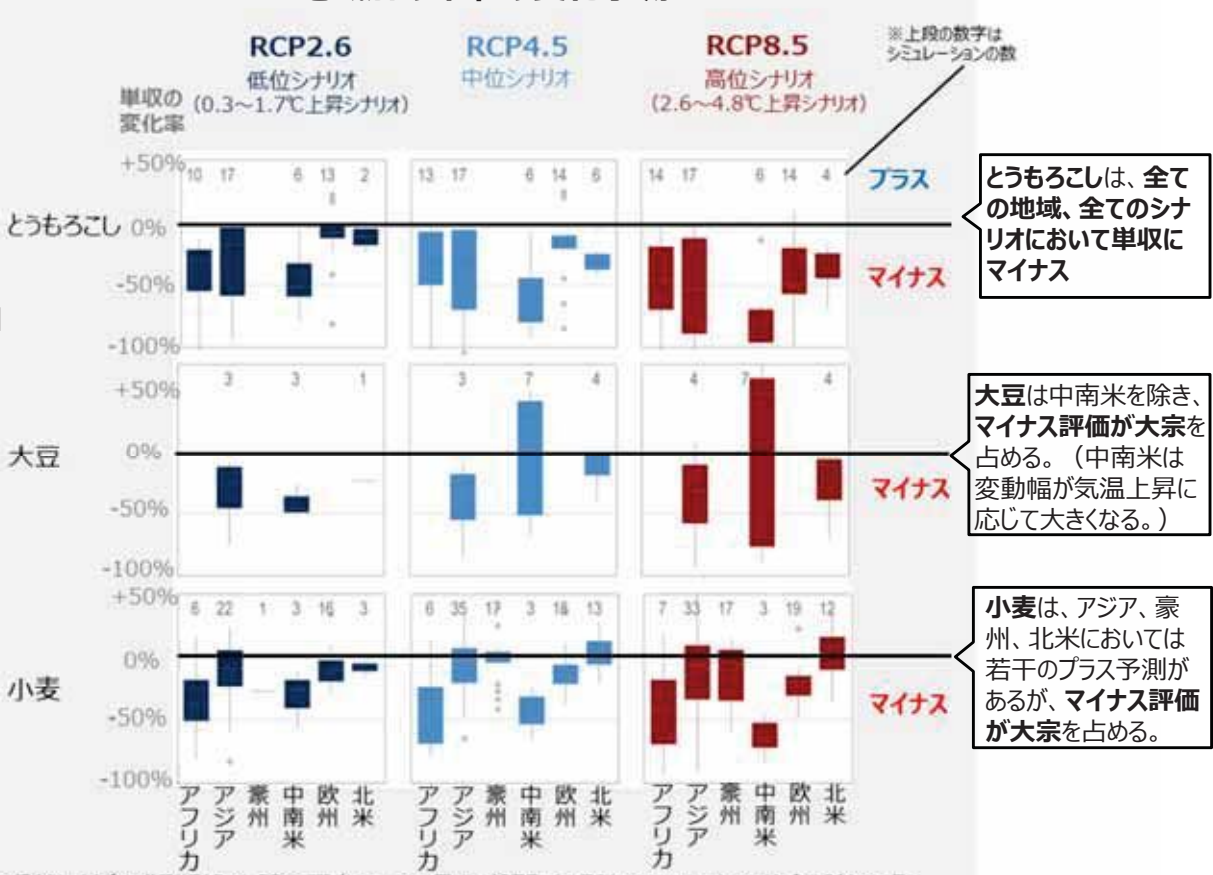 RCP2.6
低位シナリオ
(0.3～1.7℃上昇シナリオ)
RCP4.5
中位シナリオ
RCP8.5
高位シナリオ
(2.6～4.8℃上昇シナリオ)
※上段の数字は
シミュレーションの数
単収の
変化率
+50%
10 17 6 13 2
13 17 6 14 6
14 17 6 14 4
プラス
とうもろこし 0%
-50%
マイナス
-100%
とうもろこしは、全て
の地域、全てのシナ
リオにおいて単収に
マイナス
+50%
3 3 1
3 7 4
4 7 4
大豆 0%
-50%
マイナス
-100%
大豆は中南米を除き、
マイナス評価が大宗を
占める。（中南米は
変動幅が気温上昇に
応じて大きくなる。）
+50%
6 22 1 3 16 3
6 35 17 3 18 13
7 33 17 3 19 12
0%
小麦
-50%
マイナス
-100%
小麦は、アジア、豪
州、北米においては
若干のプラス予測が
あるが、マイナス評価
が大宗を占める。
アフリカ アジア 豪州 中南米 欧州 北米
アフリカ アジア 豪州 中南米 欧州 北米
アフリカ アジア 豪州 中南米 欧州 北米